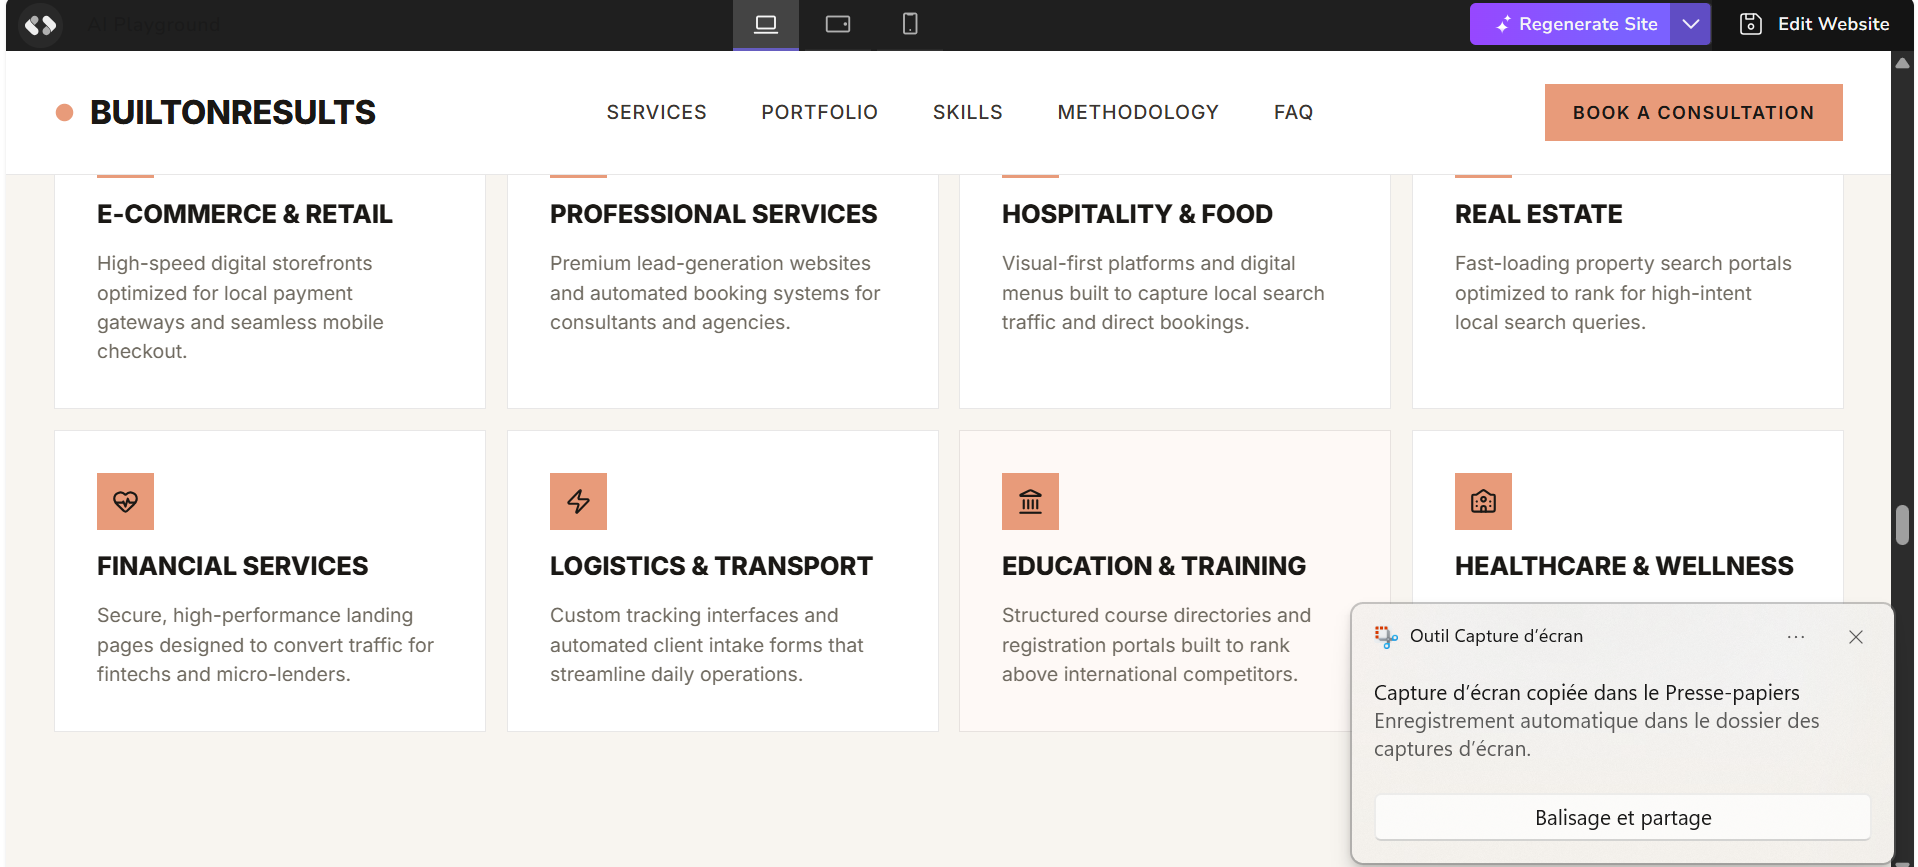 AI Playground
Regenerate Site
Edit Website
BUILTONRESULTS
SERVICES
PORTFOLIO
SKILLS
METHODOLOGY
FAQ
BOOK A CONSULTATION
E-COMMERCE & RETAIL
High-speed digital storefronts
optimized for local payment
gateways and seamless mobile
checkout.
PROFESSIONAL SERVICES
Premium lead-generation websites
and automated booking systems for
consultants and agencies.
HOSPITALITY & FOOD
Visual-first platforms and digital
menus built to capture local search
traffic and direct bookings.
REAL ESTATE
Fast-loading property search portals
optimized to rank for high-intent
local search queries.
FINANCIAL SERVICES
Secure, high-performance landing
pages designed to convert traffic for
fintechs and micro-lenders.
LOGISTICS & TRANSPORT
Custom tracking interfaces and
automated client intake forms that
streamline daily operations.
EDUCATION & TRAINING
Structured course directories and
registration portals built to rank
above international competitors.
HEALTHCARE & WELLNESS
Outil Capture d'écran
Capture d'écran copiée dans le Presse-papiers
Enregistrement automatique dans le dossier des
captures d'écran.
Balisage et partage